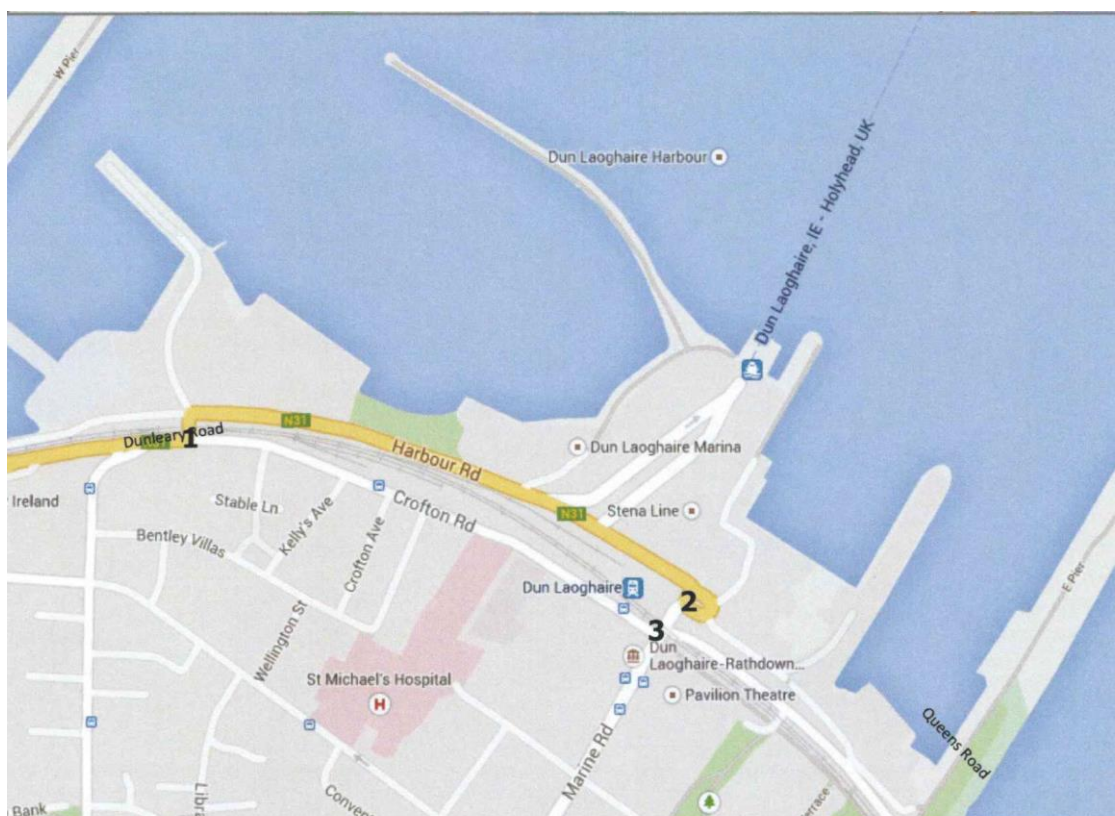 W Pier
Dun Laoghaire Harbour
Dun Laoghaire, IE - Holyhead, UK
1
N31
Dunleary Road
Harbour Rd
Dun Laoghaire Marina
Ireland
Stable Ln
Kelly's Ave
Crofton Rd
N31
Stena Line
Bentley Villas
Crofton Ave
Dun Laoghaire
2
E Pier
3
Wellington St
Dun
Laoghaire-Rathdown...
St Michael's Hospital
H
Pavilion Theatre
Queens Road
Marine Rd
Libra
Conven
Bank